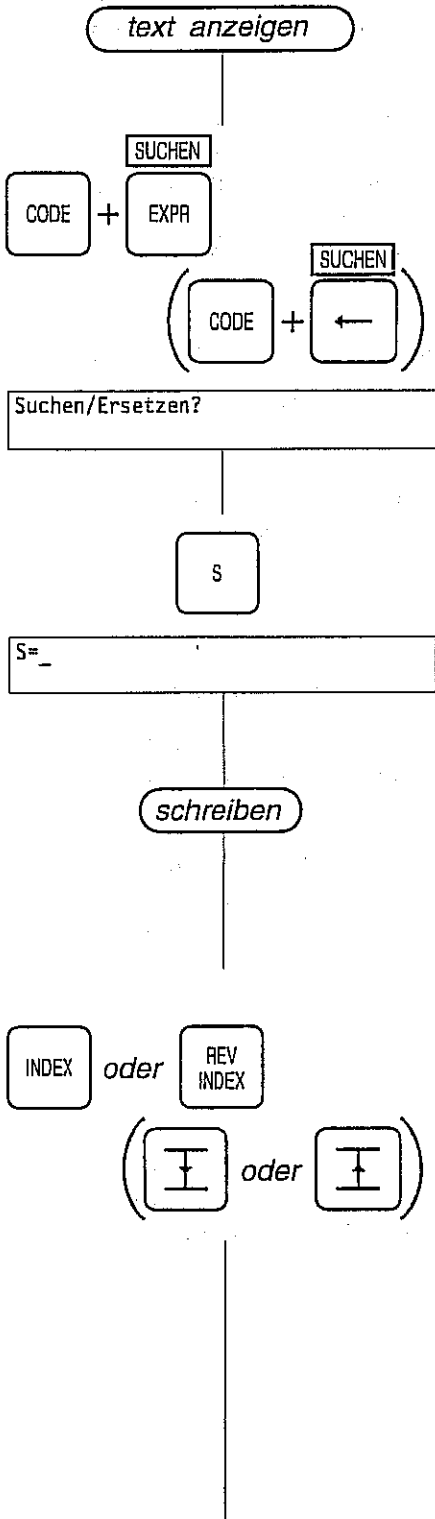 text anzeigen
SUCHEN
CODE + EXPR
SUCHEN
( CODE + ← )
Suchen/Ersetzen?
S
S=_
schreiben
INDEX oder REV INDEX
( oder )